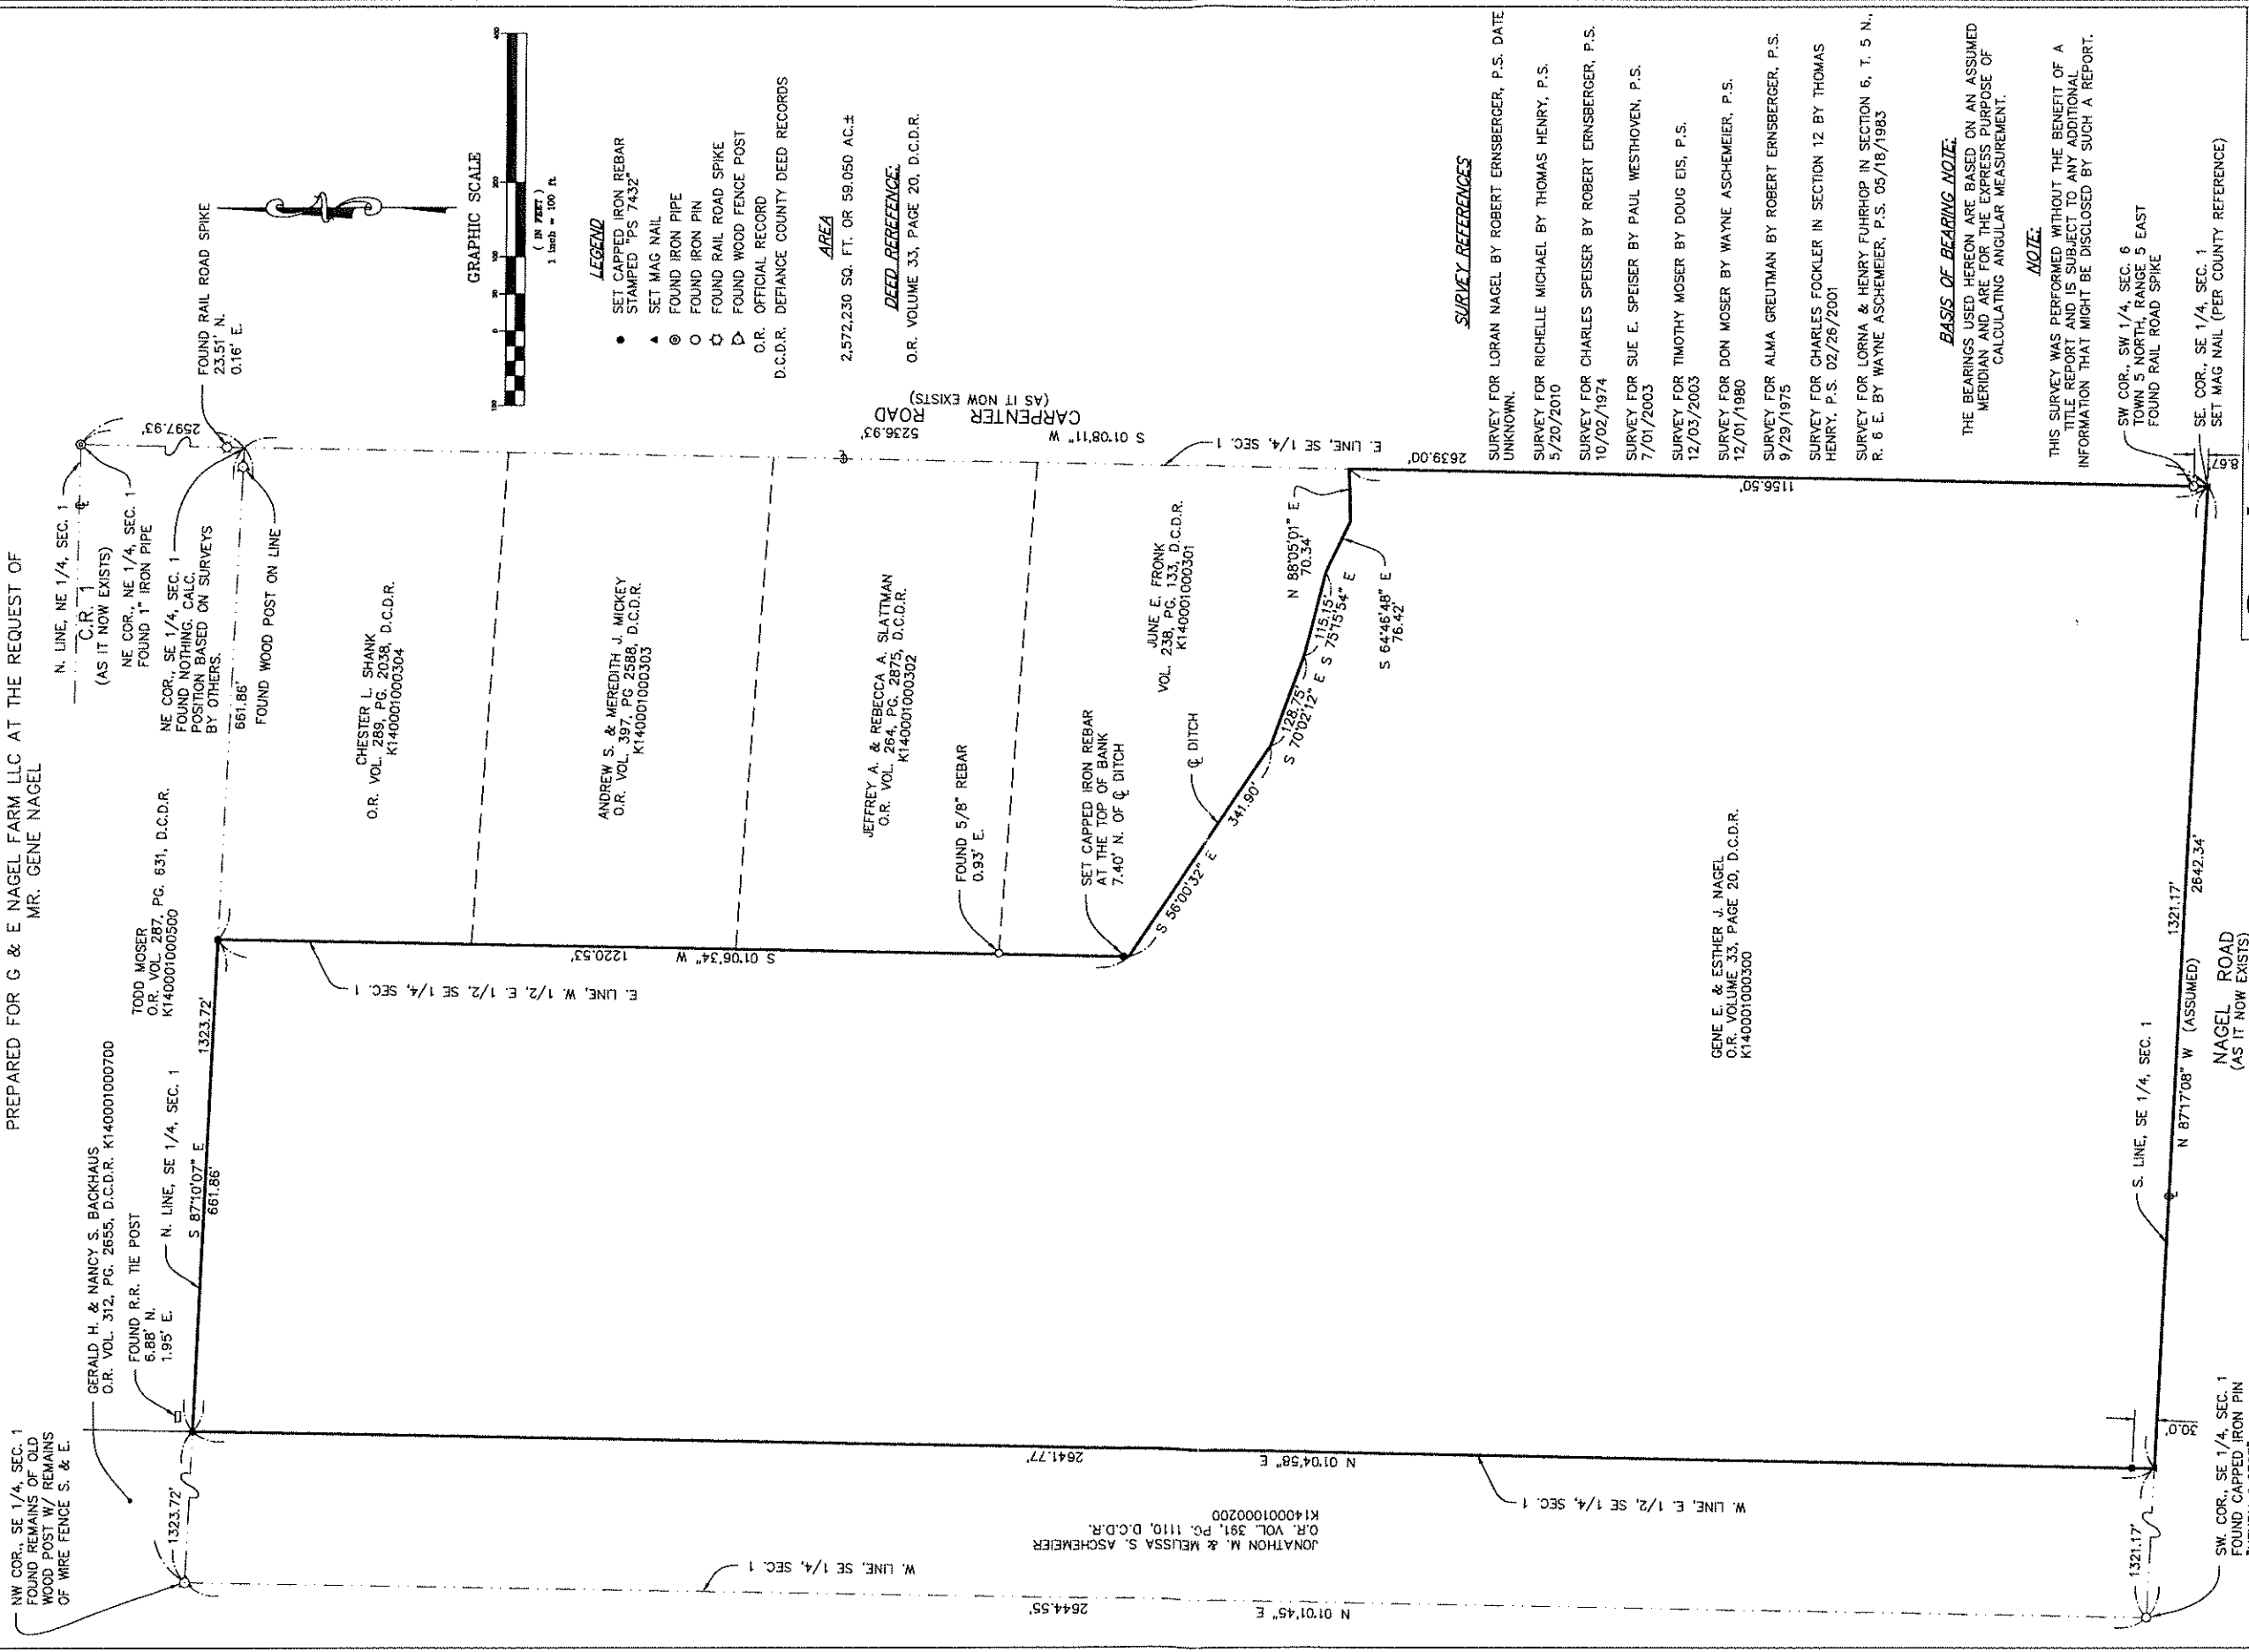 PREPARED FOR G & E NAGEL FARM LLC AT THE REQUEST OF
MR. GENE NAGEL
NW COR., SE 1/4, SEC. 1
FOUND REMAINS OF OLD
WOOD POST W/ REMAINS
OF WIRE FENCE S. & E.
GERALD H. & NANCY S. BACKHAUS
O.R. VOL. 312, PG. 2655, D.C.D.R. K140001000700
FOUND R.R. TIE POST
6.88' N.
1.95' E.
N. LINE, SE 1/4, SEC. 1
S 87°10'07" E
661.86'
1323.72'
1323.72'
TODD MOSER
O.R. VOL. 287, PG. 631, D.C.D.R.
K140001000500
N. LINE, NE 1/4, SEC. 1
C.R. 1
(AS IT NOW EXISTS)
NE COR., NE 1/4, SEC. 1
FOUND 1" IRON PIPE
NE COR., SE 1/4, SEC. 1
FOUND NOTHING, CALC.
POSITION BASED ON SURVEYS
BY OTHERS.
661.86'
FOUND WOOD POST ON LINE
2597.93'
FOUND RAIL ROAD SPIKE
23.51' N.
0.16' E.
GRAPHIC SCALE
100
0
50
100
200
400
( IN FEET )
1 inch = 100 ft.
LEGEND
SET CAPPED IRON REBAR
STAMPED "PS 7432"
SET MAG NAIL
FOUND IRON PIPE
FOUND IRON PIN
FOUND RAIL ROAD SPIKE
FOUND WOOD FENCE POST
O.R. OFFICIAL RECORD
D.C.D.R. DEFIANCE COUNTY DEED RECORDS
AREA
2,572,230 SQ. FT. OR 59.050 AC.±
DEED REREFENCE:
O.R. VOLUME 33, PAGE 20, D.C.D.R.
CHESTER L. SHANK
O.R. VOL. 289, PG. 2038, D.C.D.R.
K140001000304
ANDREW S. & MEREDITH J. MICKEY
O.R. VOL. 397, PG 2588, D.C.D.R.
K140001000303
JEFFREY A. & REBECCA A. SLATTMAN
O.R. VOL. 264, PG. 2875, D.C.D.R.
K140001000302
JUNE E. FRONK
VOL. 238, PG. 133, D.C.D.R.
K140001000301
E. LINE, W. 1/2, E. 1/2, SE 1/4, SEC. 1
1220.53'
S 01°06'34" W
FOUND 5/8" REBAR
0.93' E.
SET CAPPED IRON REBAR
AT THE TOP OF BANK
7.40' N. OF ℄ DITCH
℄ DITCH
S 56°00'32" E
341.90'
128.75'
S 70°02'12" E
115.15'
S 75°15'54" E
S 64°46'48" E
76.42'
N 88°05'01" E
70.34'
CARPENTER ROAD
(AS IT NOW EXISTS)
5236.93'
S 01°08'11" W
E. LINE, SE 1/4, SEC. 1
2639.00'
1156.50'
SURVEY REFERENCES
SURVEY FOR LORAN NAGEL BY ROBERT ERNSBERGER, P.S. DATE
UNKNOWN.
SURVEY FOR RICHELLE MICHAEL BY THOMAS HENRY, P.S.
5/20/2010
SURVEY FOR CHARLES SPEISER BY ROBERT ERNSBERGER, P.S.
10/02/1974
SURVEY FOR SUE E. SPEISER BY PAUL WESTHOVEN, P.S.
7/01/2003
SURVEY FOR TIMOTHY MOSER BY DOUG EIS, P.S.
12/03/2003
SURVEY FOR DON MOSER BY WAYNE ASCHEMEIER, P.S.
12/01/1980
SURVEY FOR ALMA GREUTMAN BY ROBERT ERNSBERGER, P.S.
9/29/1975
SURVEY FOR CHARLES FOCKLER IN SECTION 12 BY THOMAS
HENRY. P.S. 02/26/2001
SURVEY FOR LORNA & HENRY FUHRHOP IN SECTION 6, T. 5 N.,
R. 6 E. BY WAYNE ASCHEMEIER, P.S. 05/18/1983
BASIS OF BEARING NOTE:
THE BEARINGS USED HEREON ARE BASED ON AN ASSUMED
MERIDIAN AND ARE FOR THE EXPRESS PURPOSE OF
CALCULATING ANGULAR MEASUREMENT.
NOTE:
THIS SURVEY WAS PERFORMED WITHOUT THE BENEFIT OF A
TITLE REPORT AND IS SUBJECT TO ANY ADDITIONAL
INFORMATION THAT MIGHT BE DISCLOSED BY SUCH A REPORT.
SW COR., SW 1/4, SEC. 6
TOWN 5 NORTH, RANGE 5 EAST
FOUND RAIL ROAD SPIKE
SE. COR., SE 1/4, SEC. 1
SET MAG NAIL (PER COUNTY REFERENCE)
8.67'
GENE E. & ESTHER J. NAGEL
O.R. VOLUME 33, PAGE 20, D.C.D.R.
K140001000300
2641.77'
N 01°04'58" E
W. LINE, E. 1/2, SE 1/4, SEC. 1
JONATHON M. & MELISSA S. ASCHEMEIER
O.R. VOL. 391, PG. 1110, D.C.D.R.
K140001000200
W. LINE, SE 1/4, SEC. 1
2644.55'
N 01°01'45" E
S. LINE, SE 1/4, SEC. 1
N 87°17'08" W (ASSUMED)
1321.17'
2642.34'
NAGEL ROAD
(AS IT NOW EXISTS)
30.0'
1321.17'
SW. COR., SE 1/4, SEC. 1
FOUND CAPPED IRON PIN